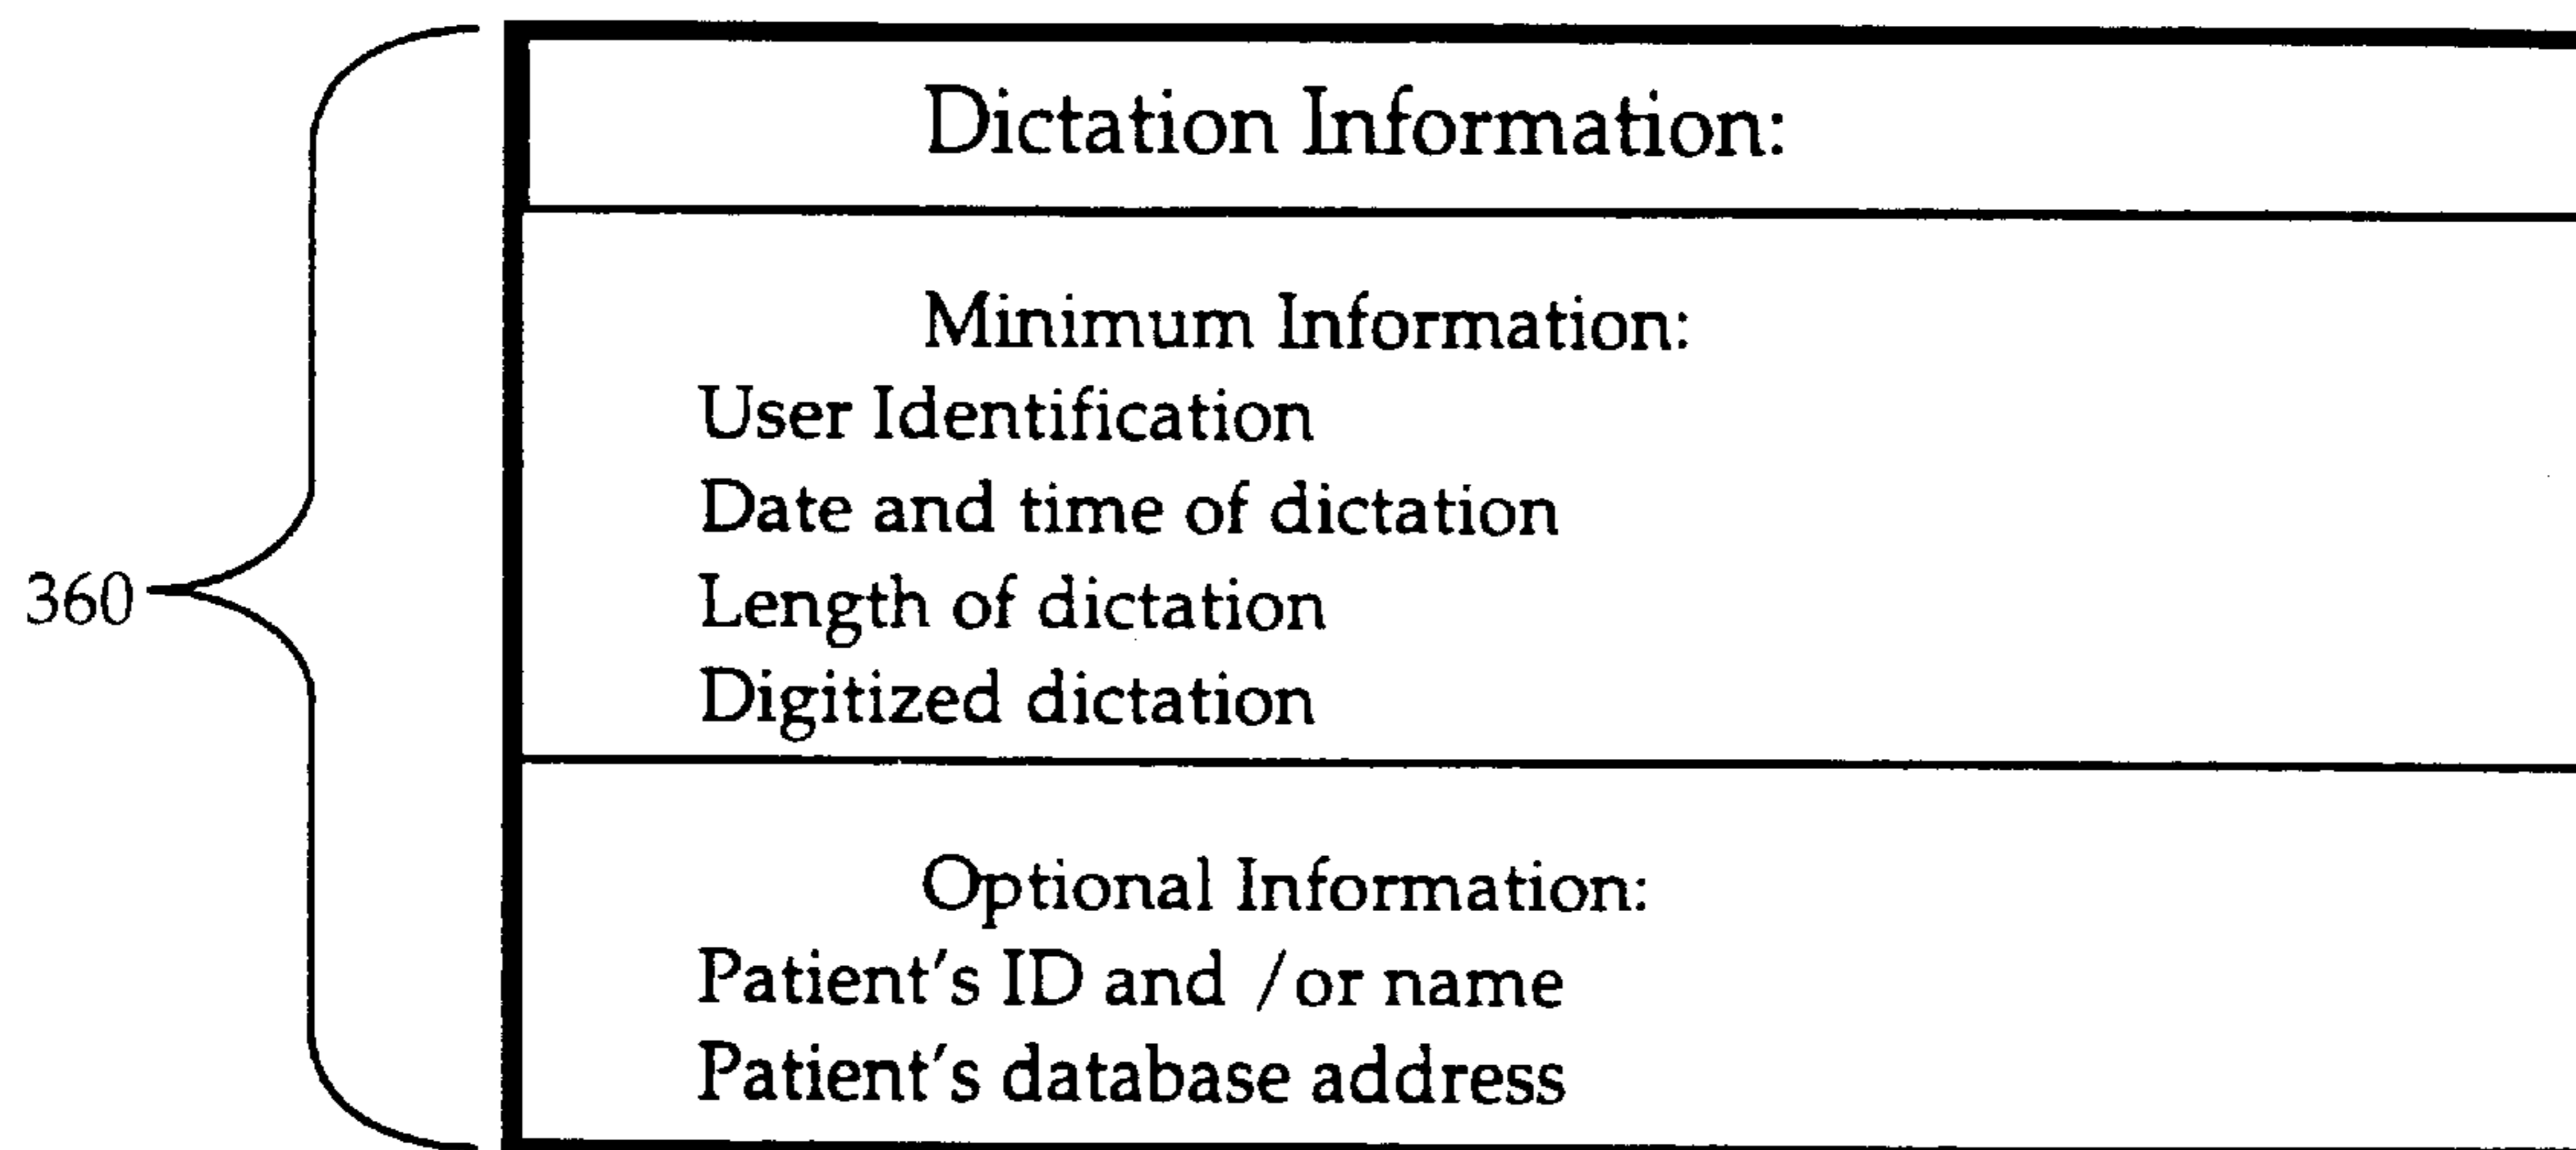 Dictation Information:
Minimum Information:
User Identification
Date and time of dictation
Length of dictation
360
Digitized dictation
Optional Information:
Patient's ID and /or name
Patient's database address